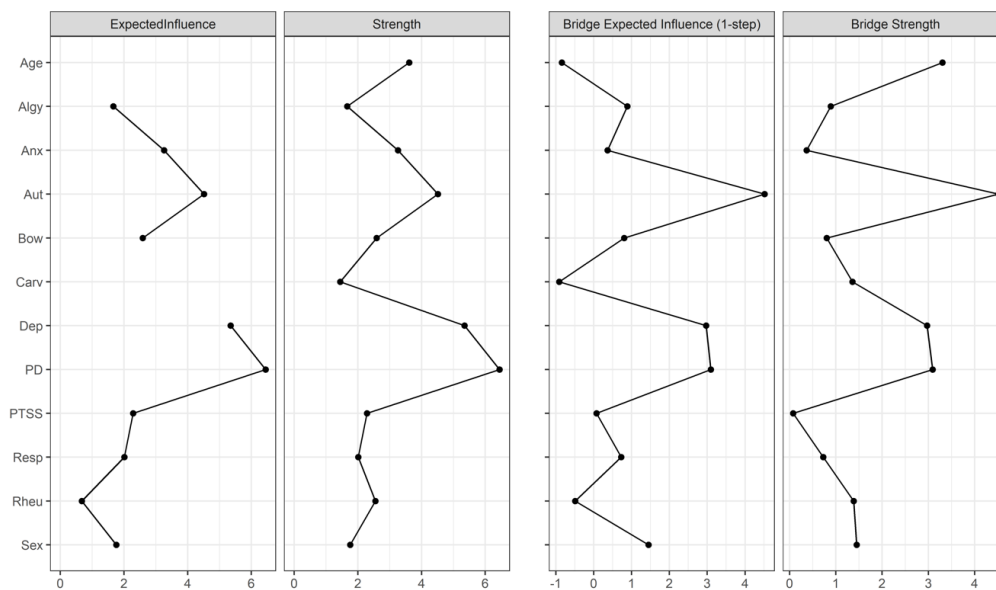 ExpectedInfluence
Strength
Bridge Expected Influence (1-step)
Bridge Strength
Age
Algy
Anx
Aut
Bow
Carv
Dep
PD
PTSS
Resp
Rheu
Sex
0 2 4 6
0 2 4 6
-1 0 1 2 3 4
0 1 2 3 4